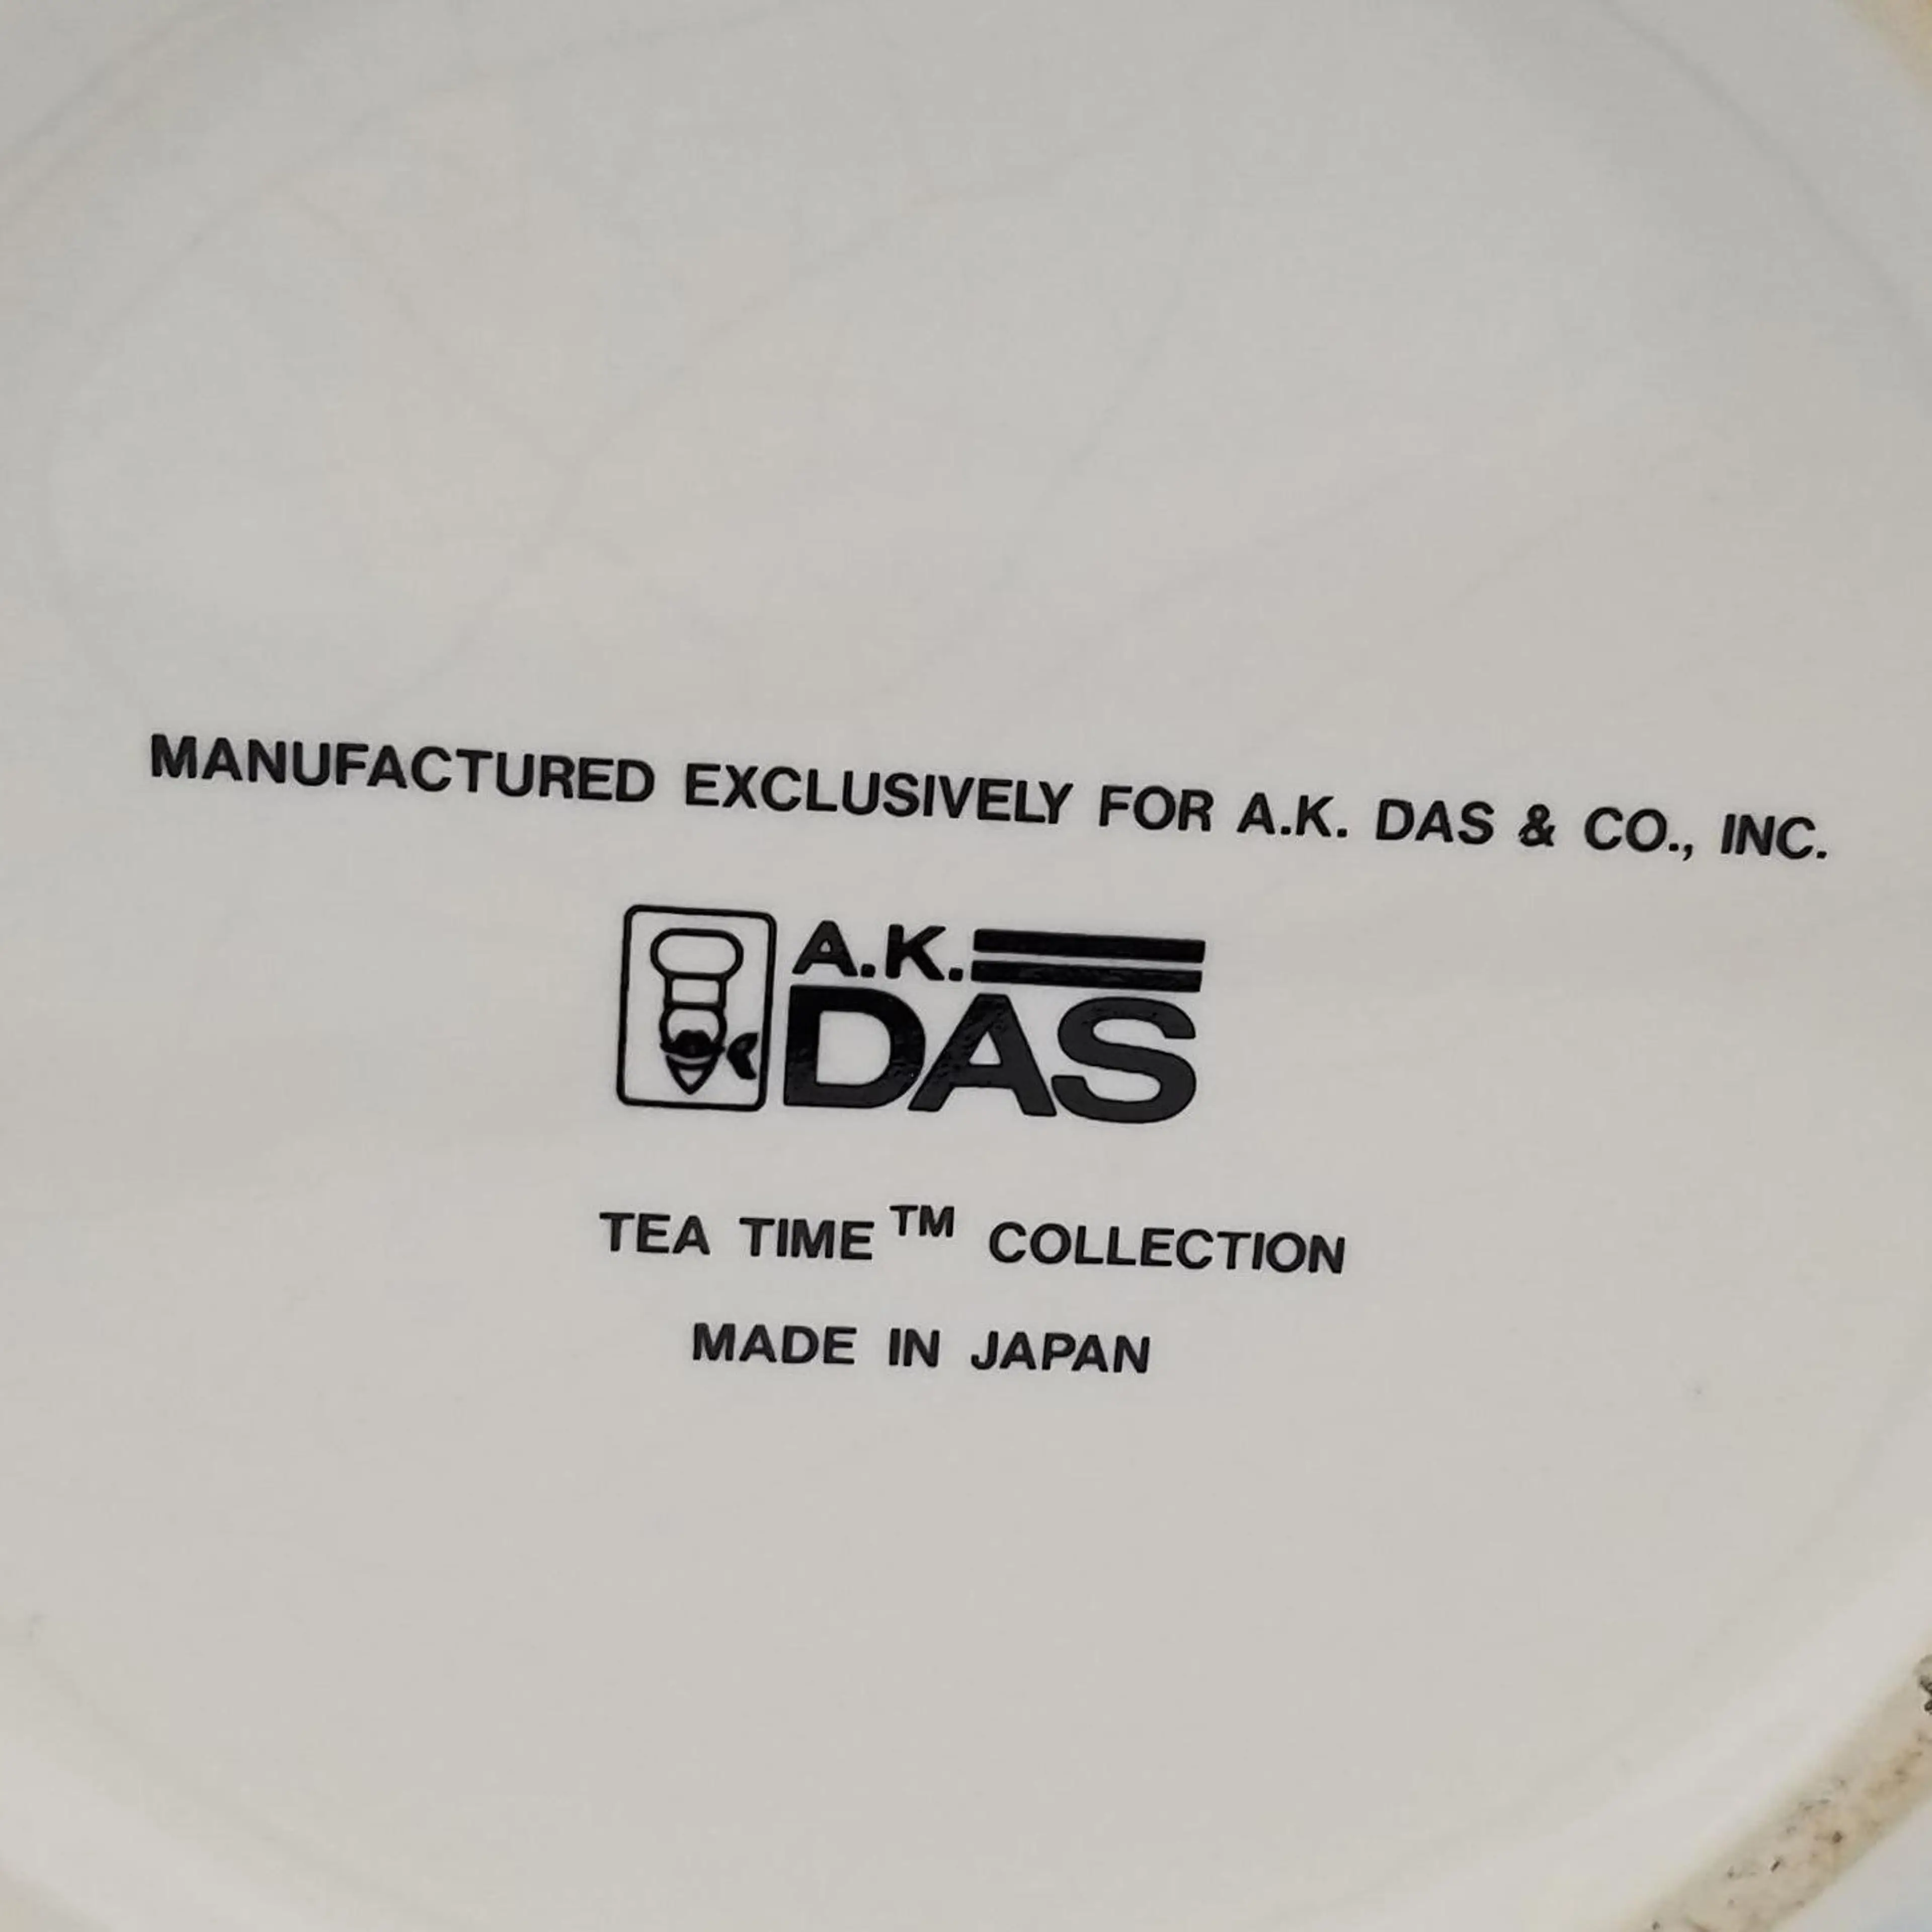 MANUFACTURED EXCLUSIVELY FOR A.K. DAS & CO., INC.
A.K.
DAS
TEA TIME™ COLLECTION
MADE IN JAPAN